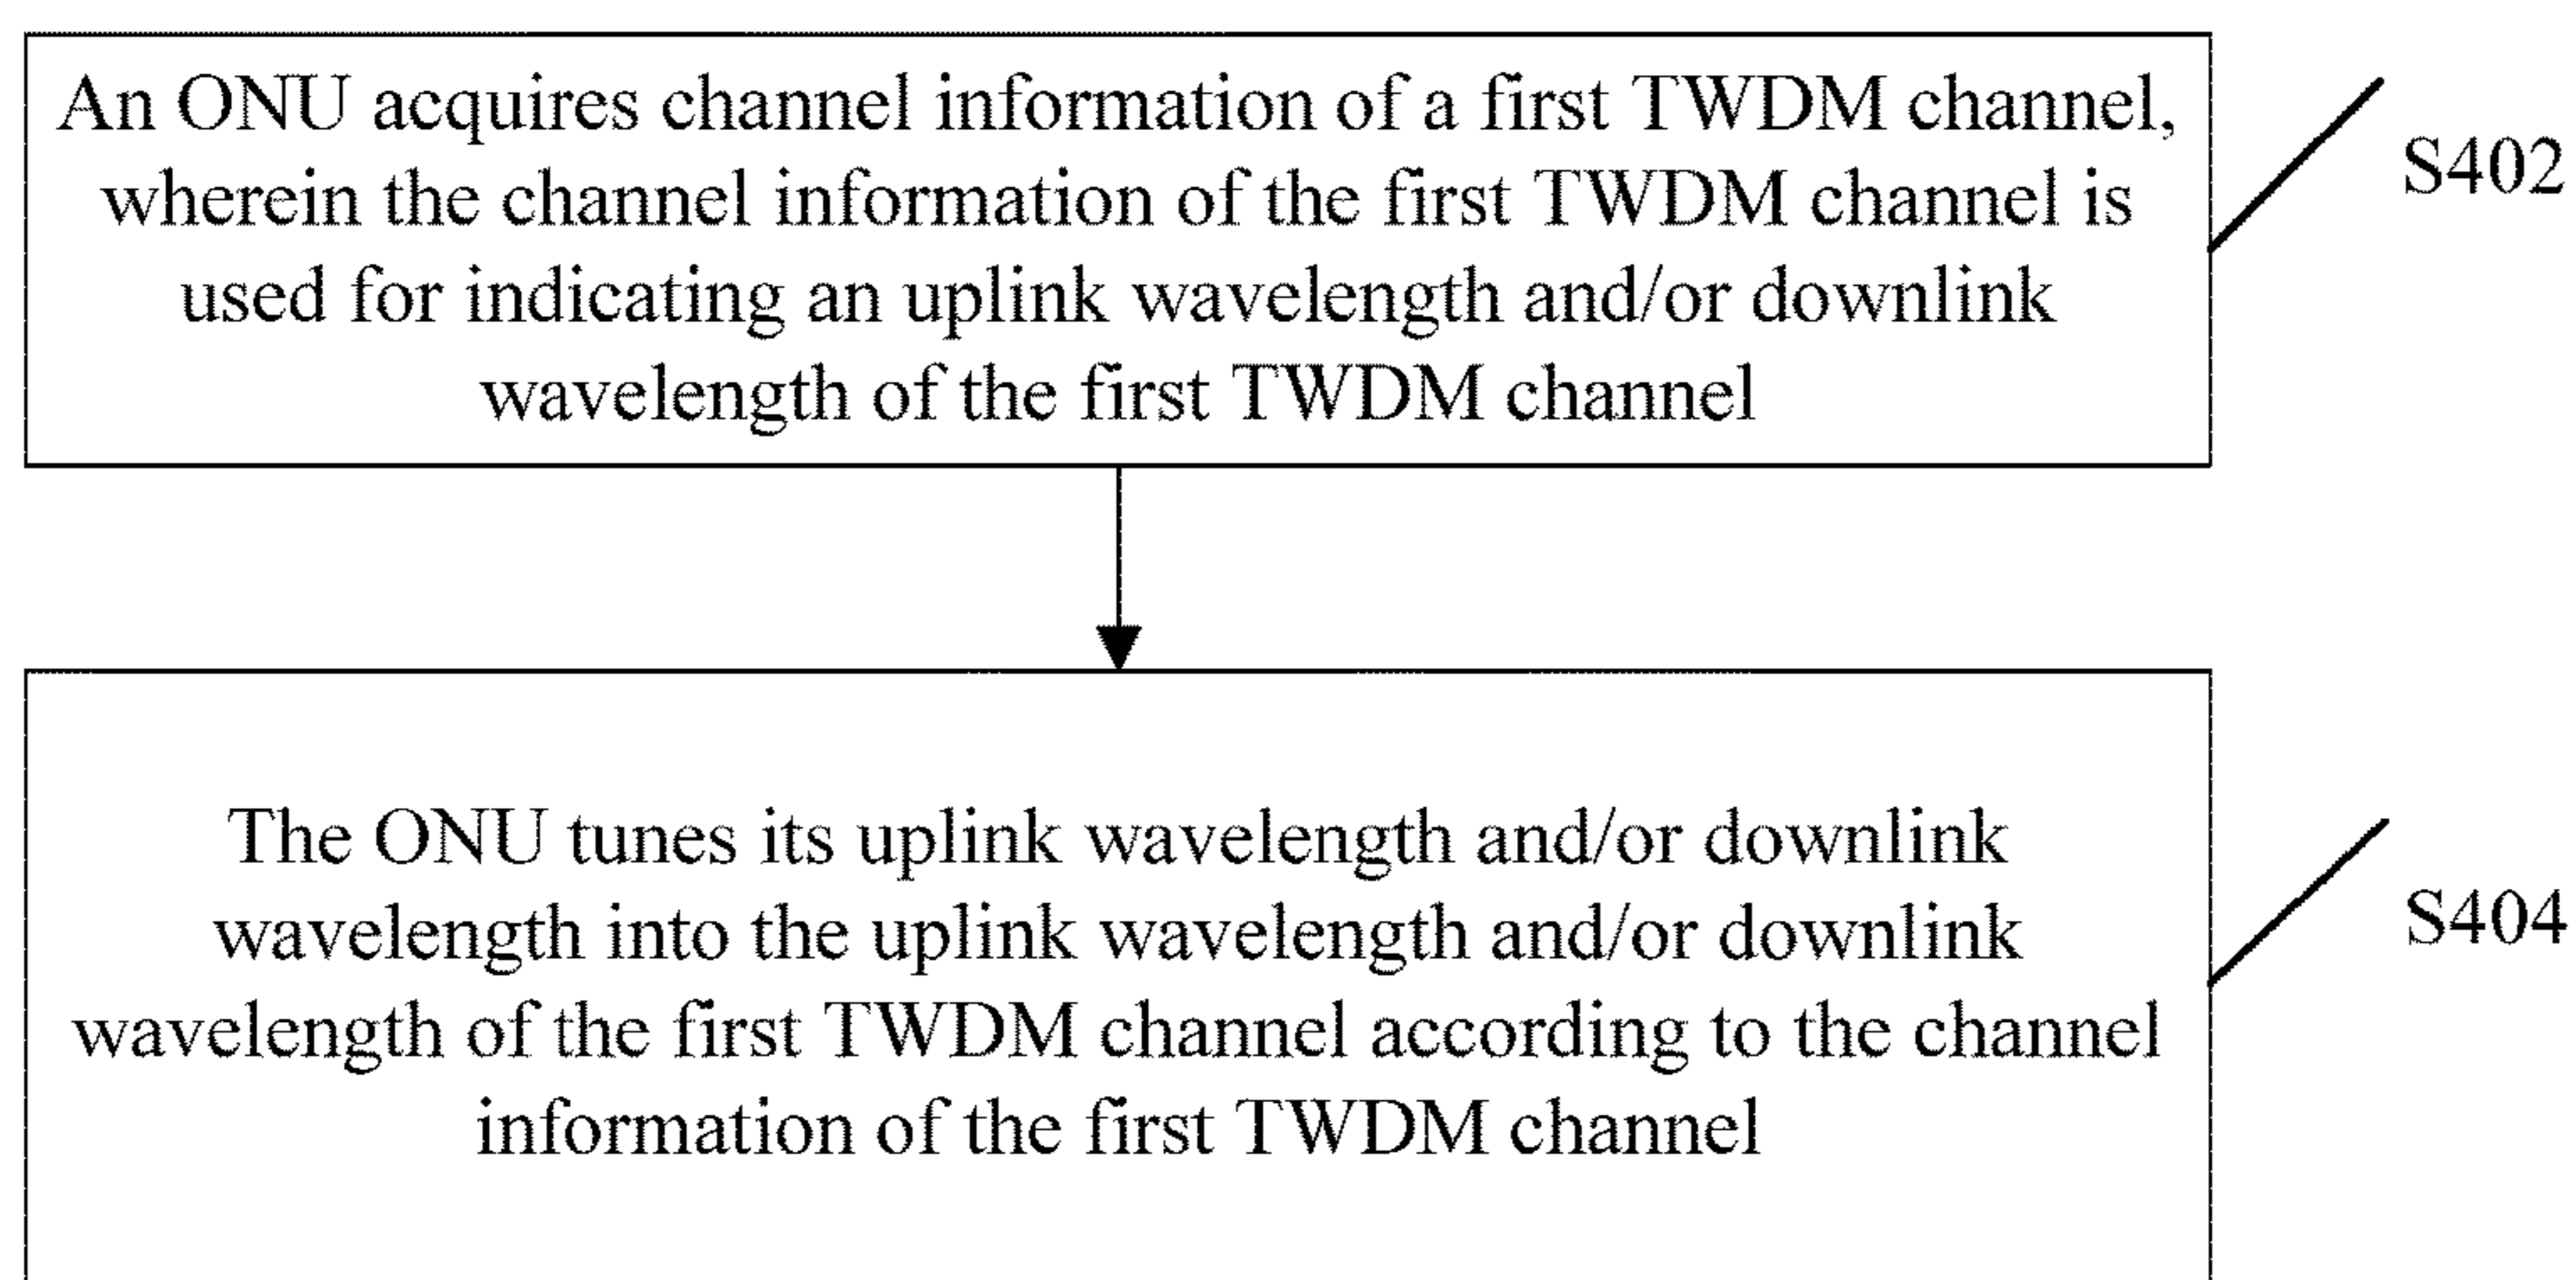 An ONU acquires channel information of a first TWDM channel,
wherein the channel information of the first TWDM channel is
used for indicating an uplink wavelength and/or downlink
wavelength of the first TWDM channel
S402
The ONU tunes its uplink wavelength and/or downlink
wavelength into the uplink wavelength and/or downlink
wavelength of the first TWDM channel according to the channel
information of the first TWDM channel
S404